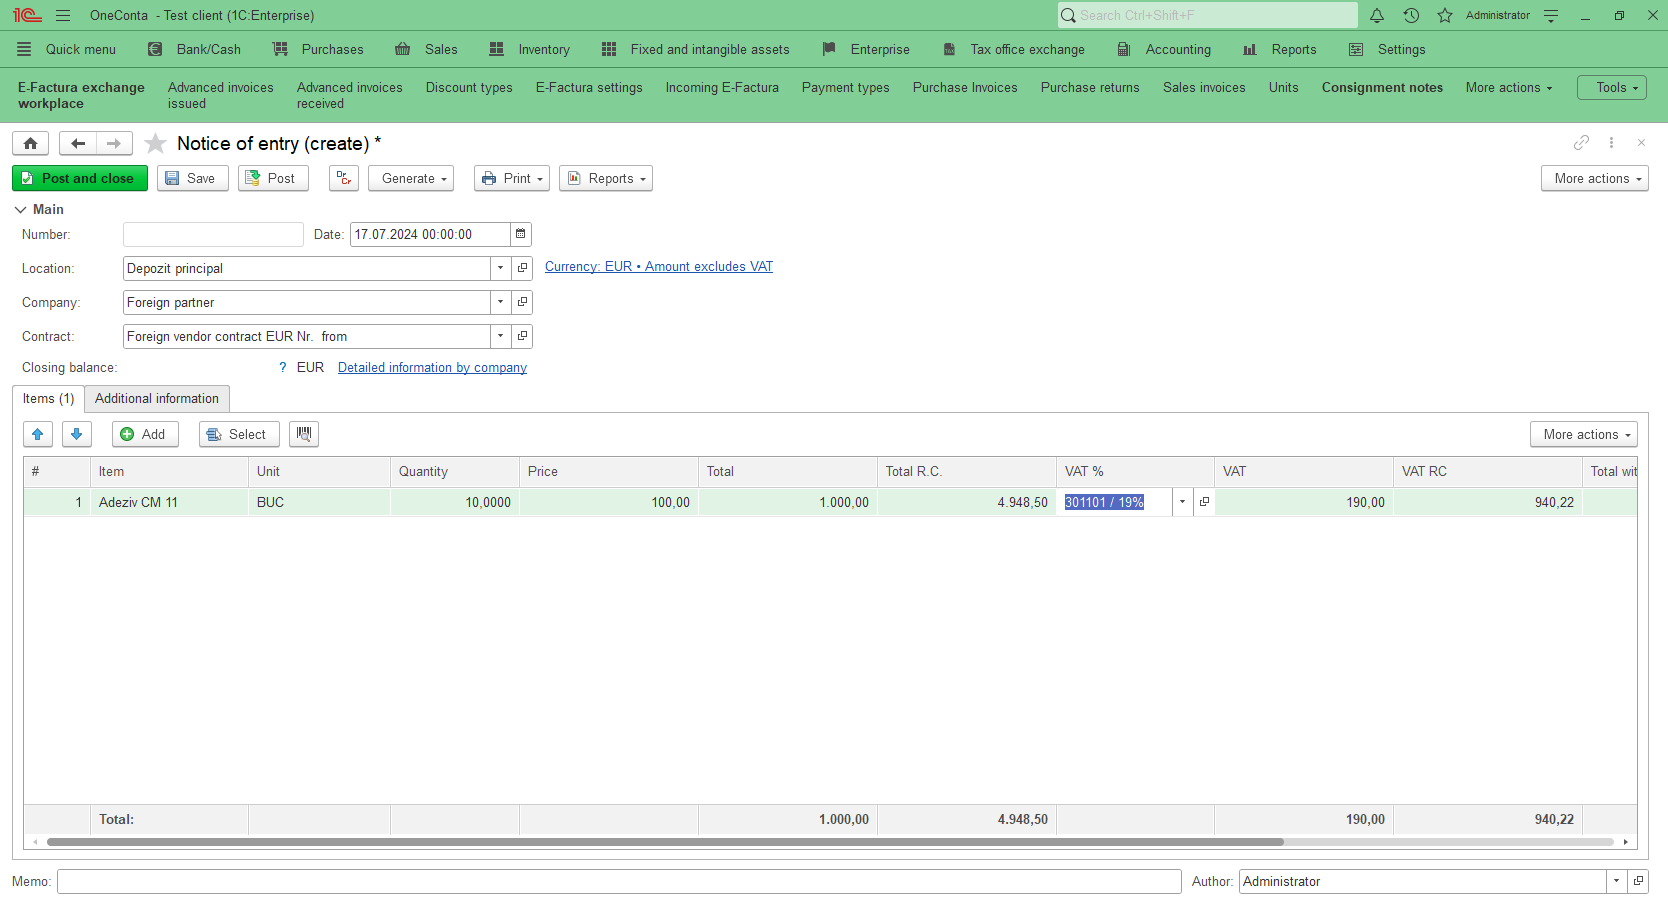 OneConta - Test client (1C:Enterprise)
Search Ctrl+Shift+F
Administrator
Quick menu Bank/Cash Purchases Sales Inventory Fixed and intangible assets Enterprise Tax office exchange Accounting Reports Settings
E-Factura exchange workplace Advanced invoices issued Advanced invoices received Discount types E-Factura settings Incoming E-Factura Payment types Purchase Invoices Purchase returns Sales invoices Units Consignment notes More actions Tools
Notice of entry (create) *
Post and close Save Post Dr Cr Generate Print Reports More actions
Main
Number: Date: 17.07.2024 00:00:00
Location: Depozit principal Currency: EUR • Amount excludes VAT
Company: Foreign partner
Contract: Foreign vendor contract EUR Nr. from
Closing balance: ? EUR Detailed information by company
Items (1) Additional information
Add Select More actions
# Item Unit Quantity Price Total Total R.C. VAT % VAT VAT RC Total wit
1 Adeziv CM 11 BUC 10,0000 100,00 1.000,00 4.948,50 301101 / 19% 190,00 940,22
Total: 1.000,00 4.948,50 190,00 940,22
Memo: Author: Administrator